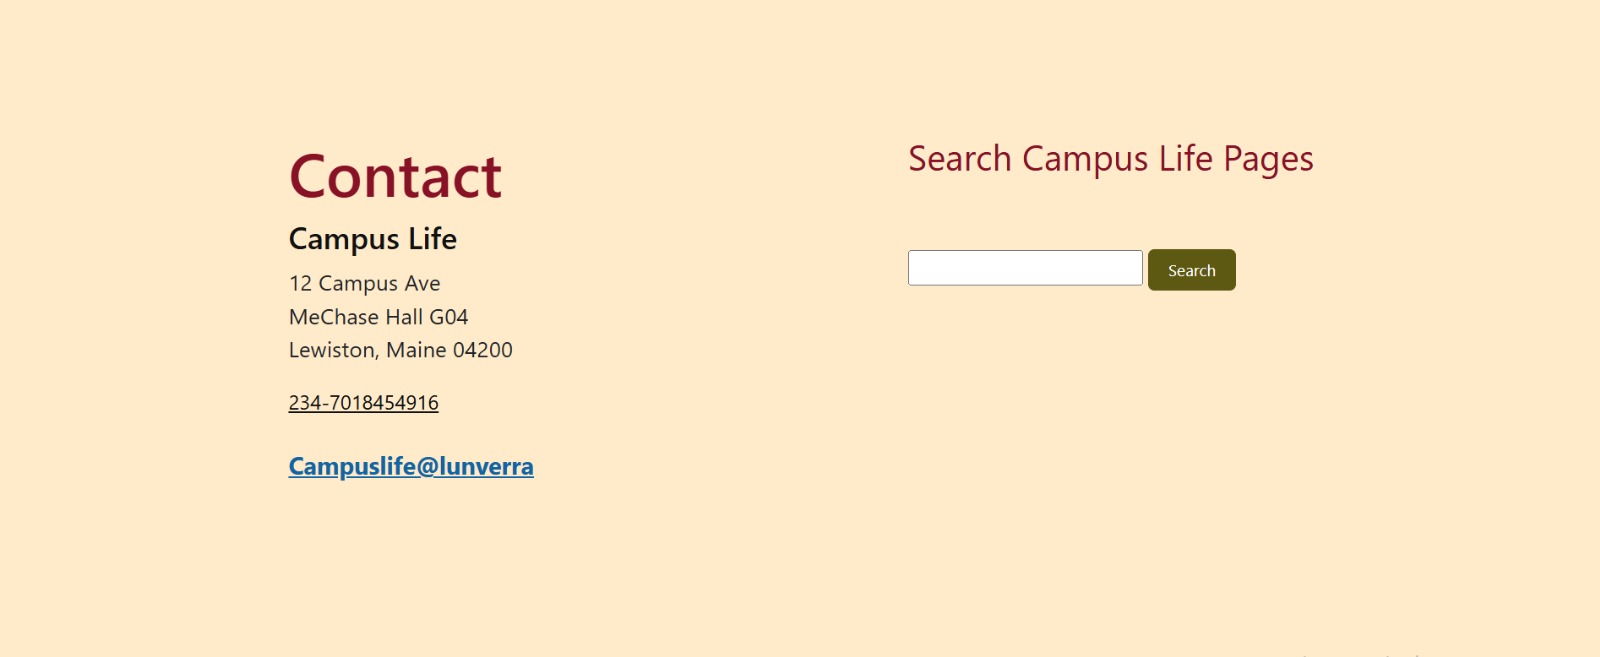 Contact
Campus Life
12 Campus Ave
MeChase Hall G04
Lewiston, Maine 04200
234-7018454916
Campuslife@lunverra
Search Campus Life Pages
Search